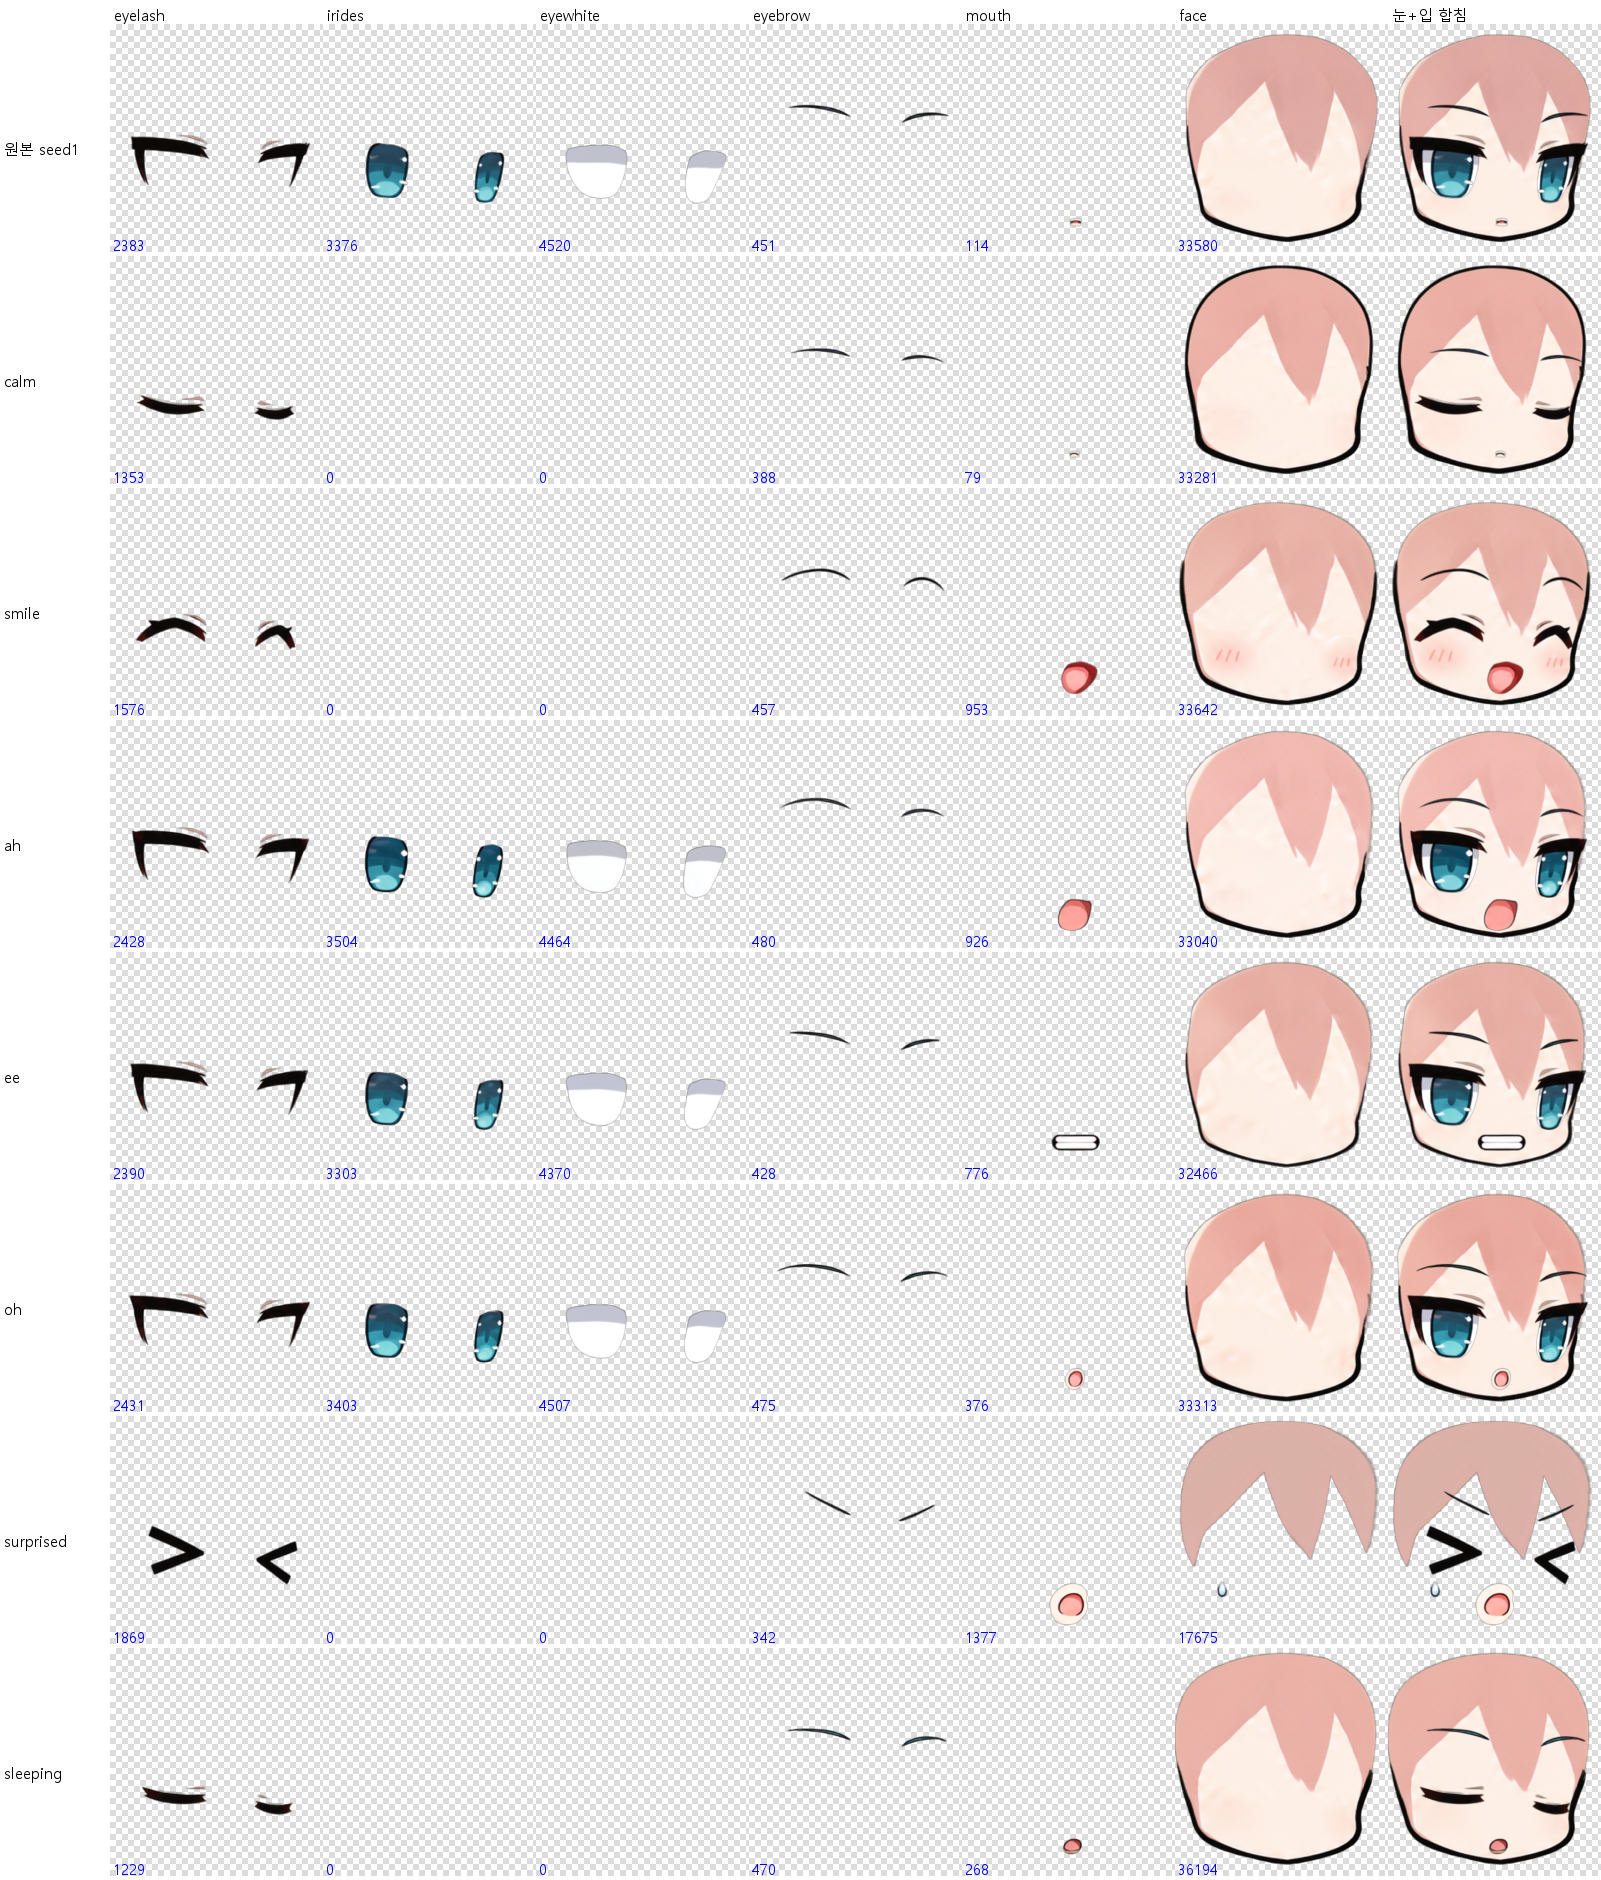 eyelash irides eyewhite eyebrow mouth face 눈+입 합침
원본 seed1
2383 3376 4520 451 114 33580
calm
1353 0 0 388 79 33281
smile
1576 0 0 457 953 33642
ah
2428 3504 4464 480 926 33040
ee
2390 3303 4370 428 776 32466
oh
2431 3403 4507 475 376 33313
surprised
1869 0 0 342 1377 17675
sleeping
1229 0 0 470 268 36194